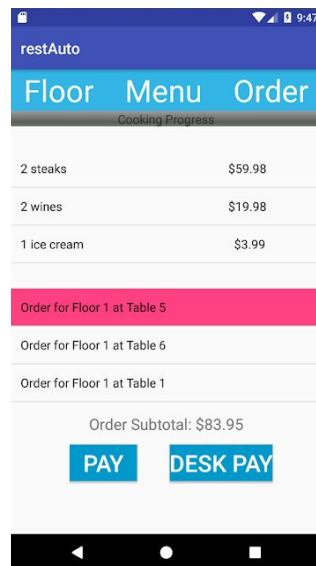 9:47
restAuto
Floor Menu Order
Cooking Progress
2 steaks $59.98
2 wines $19.98
1 ice cream $3.99
Order for Floor 1 at Table 5
Order for Floor 1 at Table 6
Order for Floor 1 at Table 1
Order Subtotal: $83.95
PAY DESK PAY